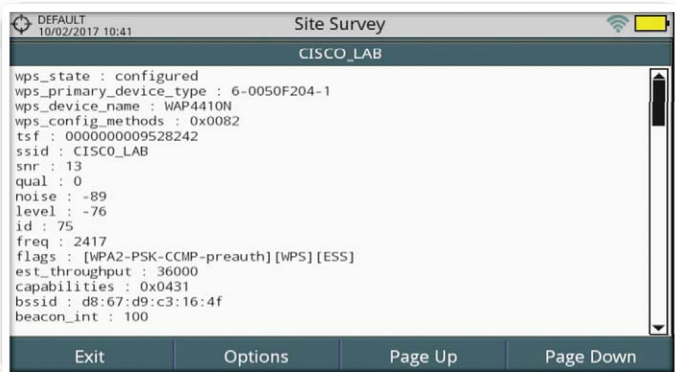 DEFAULT
10/02/2017 10:41
Site Survey
CISCO_LAB
wps_state : configured
wps_primary_device_type : 6-0050F204-1
wps_device_name : WAP4410N
wps_config_methods : 0x0082
tsf : 0000000009528242
ssid : CISCO_LAB
snr : 13
qual : 0
noise : -89
level : -76
id : 75
freq : 2417
flags : [WPA2-PSK-CCMP-preauth][WPS][ESS]
est_throughput : 36000
capabilities : 0x0431
bssid : d8:67:d9:c3:16:4f
beacon_int : 100
Exit
Options
Page Up
Page Down